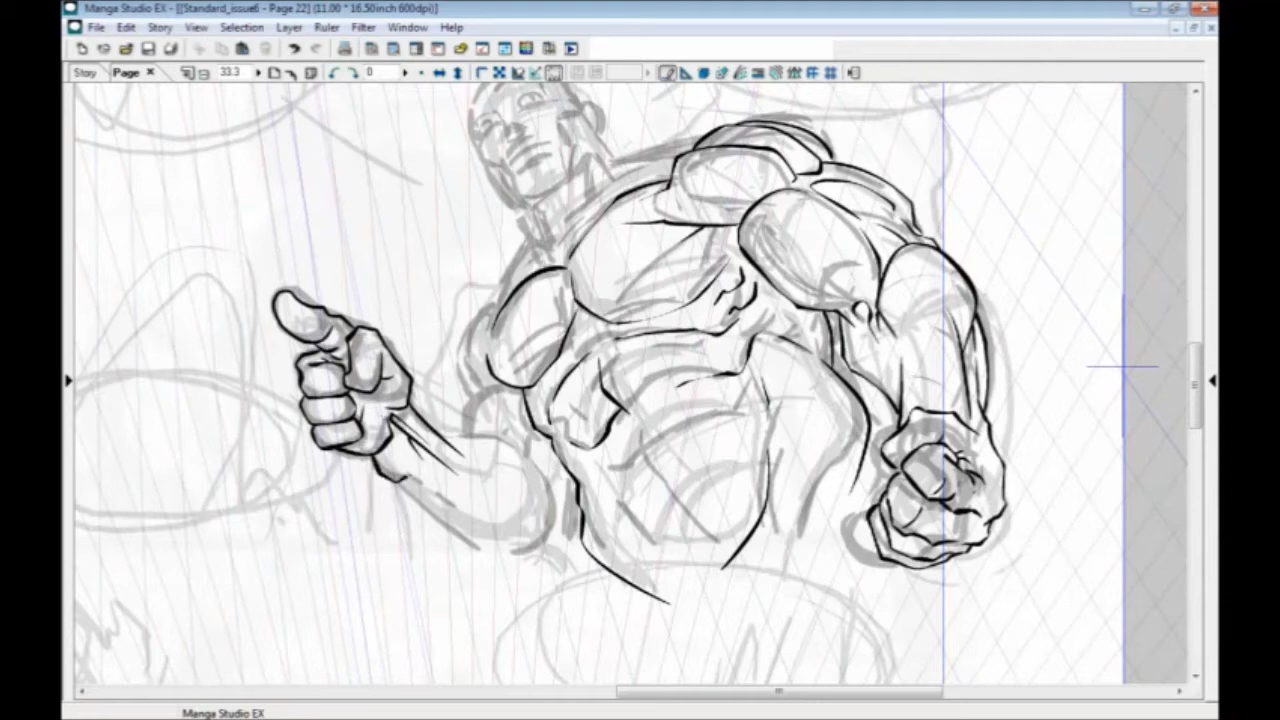 Manga Studio EX - [[Standard_issue6 - Page 22] (11.00 * 16.50inch 600dpi)]
File Edit Story View Selection Layer Ruler Filter Window Help
Story Page 33.3 0
Manga Studio EX